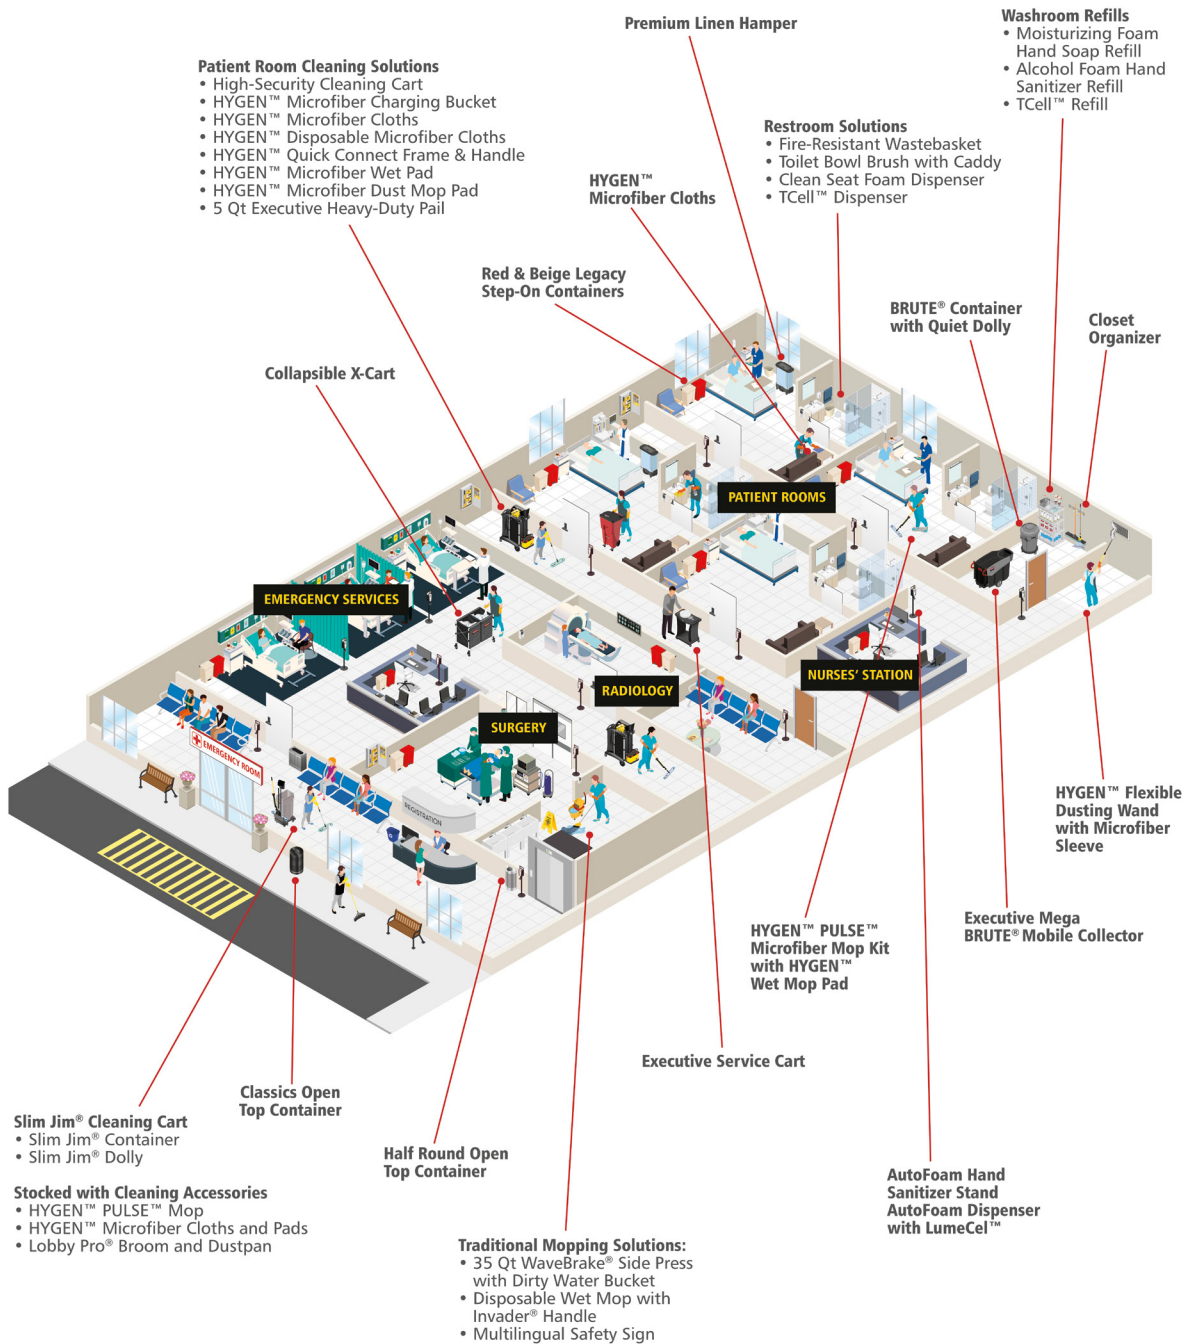 Premium Linen Hamper
Washroom Refills
• Moisturizing Foam
Hand Soap Refill
• Alcohol Foam Hand
Sanitizer Refill
• TCell™ Refill
Patient Room Cleaning Solutions
• High-Security Cleaning Cart
• HYGEN™ Microfiber Charging Bucket
• HYGEN™ Microfiber Cloths
• HYGEN™ Disposable Microfiber Cloths
• HYGEN™ Quick Connect Frame & Handle
• HYGEN™ Microfiber Wet Pad
• HYGEN™ Microfiber Dust Mop Pad
• 5 Qt Executive Heavy-Duty Pail
Restroom Solutions
• Fire-Resistant Wastebasket
• Toilet Bowl Brush with Caddy
• Clean Seat Foam Dispenser
• TCell™ Dispenser
HYGEN™
Microfiber Cloths
Red & Beige Legacy
Step-On Containers
BRUTE® Container
with Quiet Dolly
Closet
Organizer
Collapsible X-Cart
PATIENT ROOMS
EMERGENCY SERVICES
NURSES' STATION
RADIOLOGY
SURGERY
EMERGENCY ROOM
REGISTRATION
HYGEN™ Flexible
Dusting Wand
with Microfiber
Sleeve
Executive Mega
BRUTE® Mobile Collector
HYGEN™ PULSE™
Microfiber Mop Kit
with HYGEN™
Wet Mop Pad
Executive Service Cart
Classics Open
Top Container
Slim Jim® Cleaning Cart
• Slim Jim® Container
• Slim Jim® Dolly
Stocked with Cleaning Accessories
• HYGEN™ PULSE™ Mop
• HYGEN™ Microfiber Cloths and Pads
• Lobby Pro® Broom and Dustpan
Half Round Open
Top Container
AutoFoam Hand
Sanitizer Stand
AutoFoam Dispenser
with LumeCel™
Traditional Mopping Solutions:
• 35 Qt WaveBrake® Side Press
with Dirty Water Bucket
• Disposable Wet Mop with
Invader® Handle
• Multilingual Safety Sign